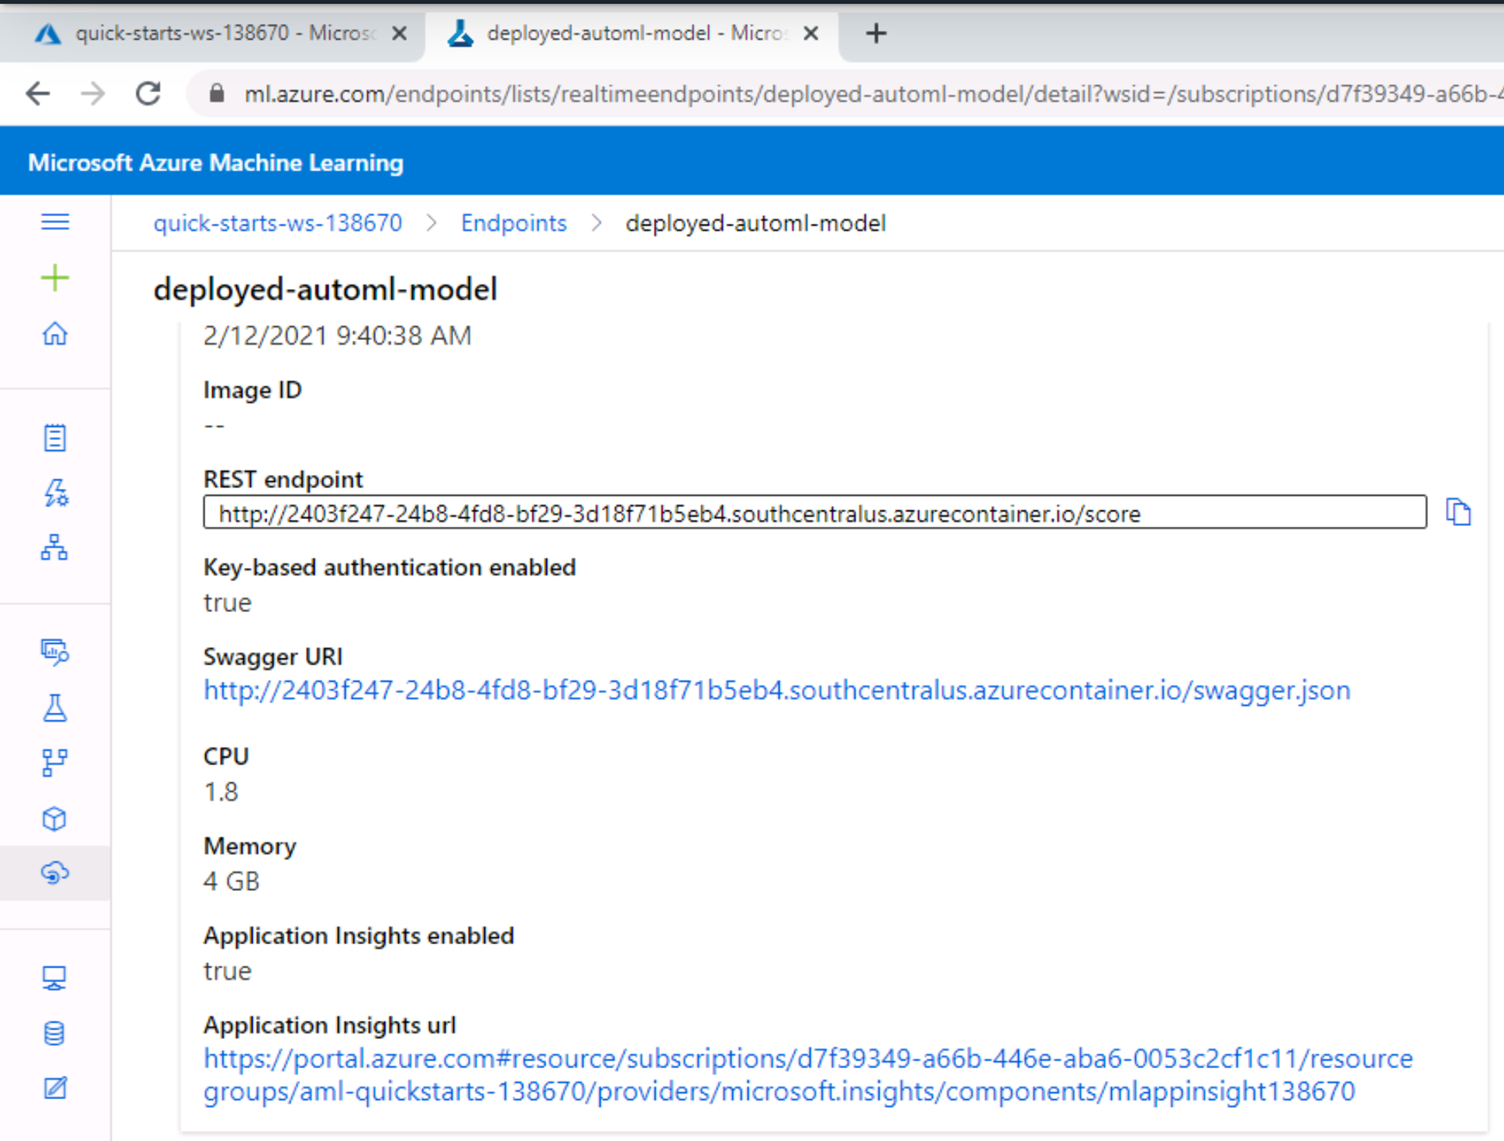 quick-starts-ws-138670 - Micros
deployed-automl-model - Micro
ml.azure.com/endpoints/lists/realtimeendpoints/deployed-automl-model/detail?wsid=/subscriptions/d7f39349-a66b-4
Microsoft Azure Machine Learning
quick-starts-ws-138670 > Endpoints > deployed-automl-model
deployed-automl-model
2/12/2021 9:40:38 AM
Image ID
--
REST endpoint
http://2403f247-24b8-4fd8-bf29-3d18f71b5eb4.southcentralus.azurecontainer.io/score
Key-based authentication enabled
true
Swagger URI
http://2403f247-24b8-4fd8-bf29-3d18f71b5eb4.southcentralus.azurecontainer.io/swagger.json
CPU
1.8
Memory
4 GB
Application Insights enabled
true
Application Insights url
https://portal.azure.com#resource/subscriptions/d7f39349-a66b-446e-aba6-0053c2cf1c11/resource
groups/aml-quickstarts-138670/providers/microsoft.insights/components/mlappinsight138670